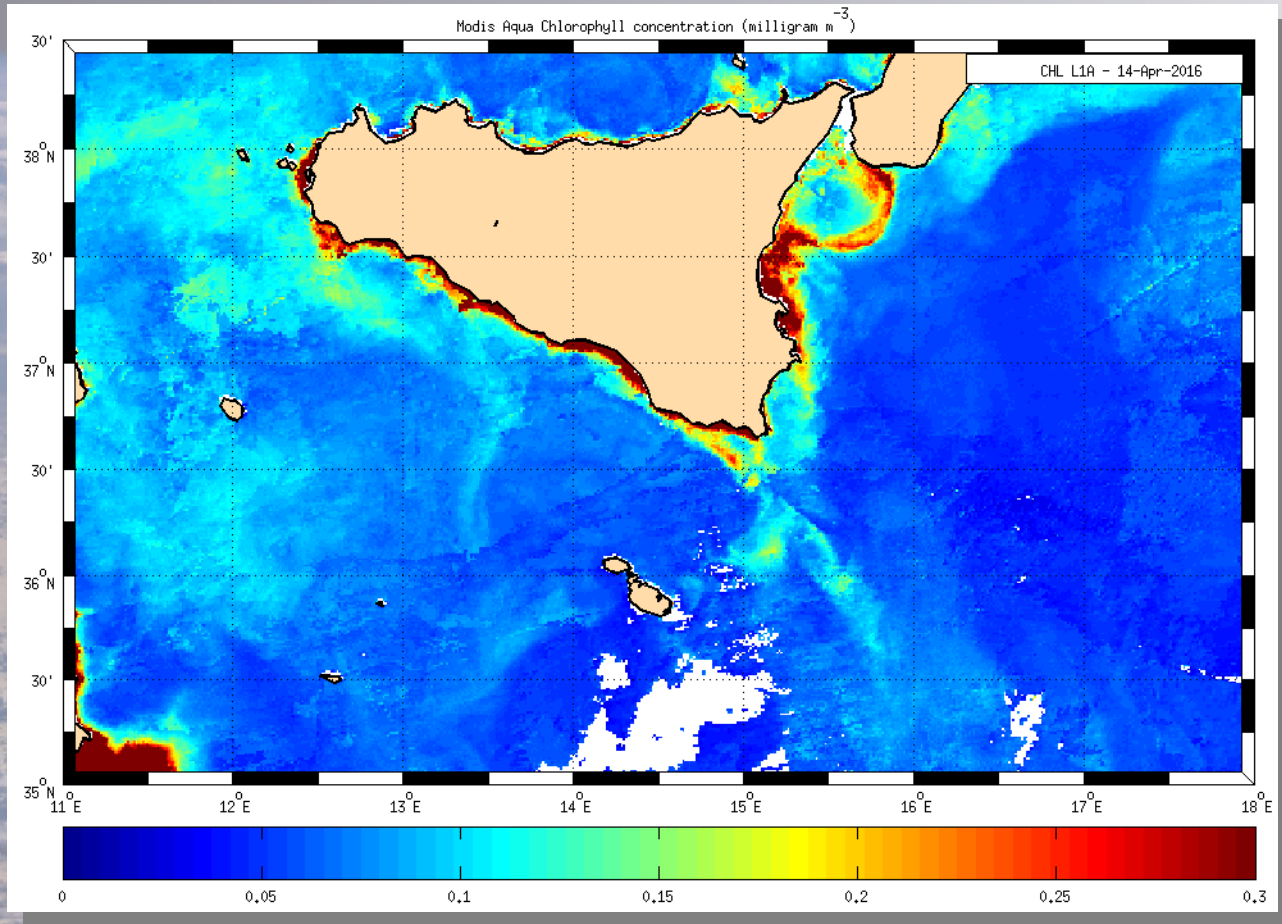 -3
Modis Aqua Chlorophyll concentration (milligram m )
30'
CHL L1A - 14-Apr-2016
38°N
30'
37°N
30'
36°N
30'
35°N
11°E 12°E 13°E 14°E 15°E 16°E 17°E 18°E
0 0.05 0.1 0.15 0.2 0.25 0.3